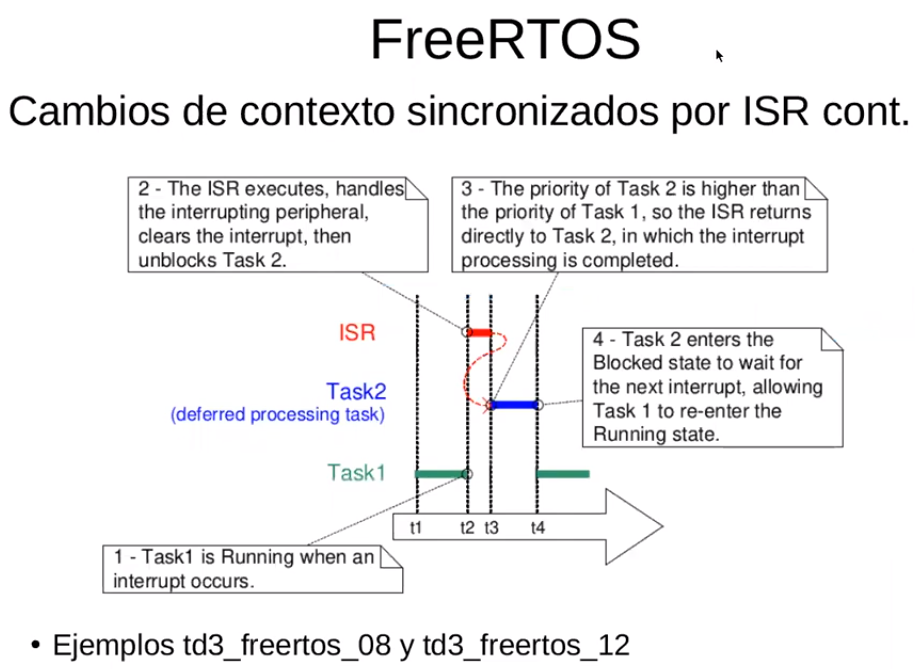 FreeRTOS
Cambios de contexto sincronizados por ISR cont.
2 - The ISR executes, handles
the interrupting peripheral,
clears the interrupt, then
unblocks Task 2.
3 - The priority of Task 2 is higher than
the priority of Task 1, so the ISR returns
directly to Task 2, in which the interrupt
processing is completed.
ISR
4 - Task 2 enters the
Blocked state to wait for
the next interrupt, allowing
Task 1 to re-enter the
Running state.
Task2
(deferred processing task)
Task1
t1 t2 t3 t4
1 - Task1 is Running when an
interrupt occurs.
• Ejemplos td3_freertos_08 y td3_freertos_12